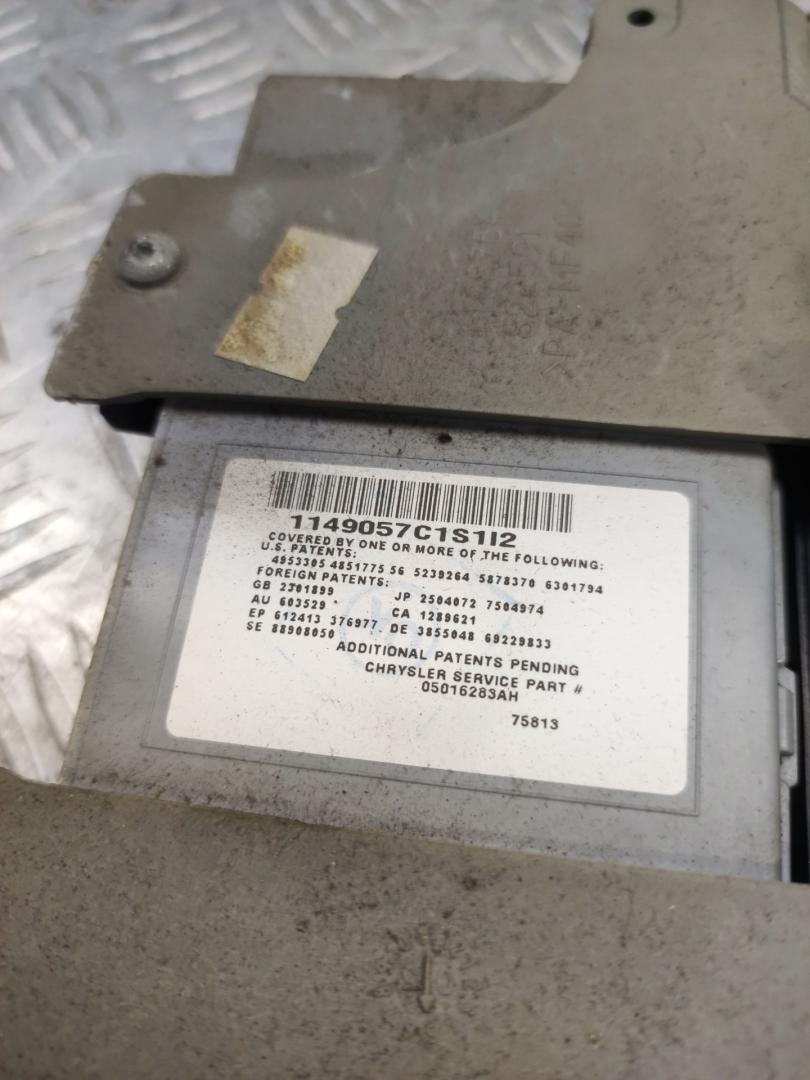 1149057C1S1I2
COVERED BY ONE OR MORE OF THE FOLLOWING:
U.S. PATENTS:
4953305 4851775 56 5239264 5878370 6301794
FOREIGN PATENTS:
GB 2301899 JP 2504072 7504974
AU 603529 CA 1289621
EP 612413 376977 DE 3855048 69229833
SE 88908050
ADDITIONAL PATENTS PENDING
CHRYSLER SERVICE PART #
05016283AH
75813